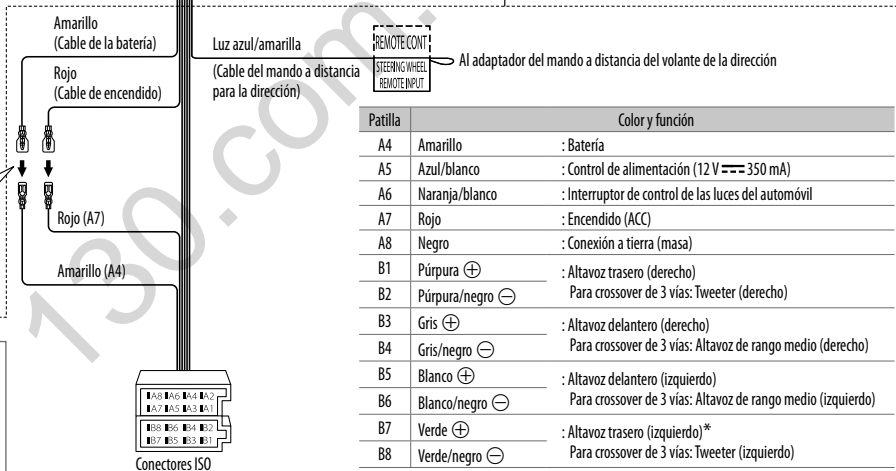 Amarillo
(Cable de la batería)
Rojo
(Cable de encendido)
Luz azul/amarilla
(Cable del mando a distancia
para la dirección)
REMOTE CONT
STEERING WHEEL
REMOTE INPUT
Al adaptador del mando a distancia del volante de la dirección
Rojo (A7)
Amarillo (A4)
A8 A6 A4 A2
A7 A5 A3 A1
B8 B6 B4 B2
B7 B5 B3 B1
Conectores ISO
Patilla Color y función
A4 Amarillo : Batería
A5 Azul/blanco : Control de alimentación (12 V ⎓ 350 mA)
A6 Naranja/blanco : Interruptor de control de las luces del automóvil
A7 Rojo : Encendido (ACC)
A8 Negro : Conexión a tierra (masa)
B1 Púrpura ⊕ : Altavoz trasero (derecho)
B2 Púrpura/negro ⊖ Para crossover de 3 vías: Tweeter (derecho)
B3 Gris ⊕ : Altavoz delantero (derecho)
B4 Gris/negro ⊖ Para crossover de 3 vías: Altavoz de rango medio (derecho)
B5 Blanco ⊕ : Altavoz delantero (izquierdo)
B6 Blanco/negro ⊖ Para crossover de 3 vías: Altavoz de rango medio (izquierdo)
B7 Verde ⊕ : Altavoz trasero (izquierdo)*
B8 Verde/negro ⊖ Para crossover de 3 vías: Tweeter (izquierdo)
130.com.